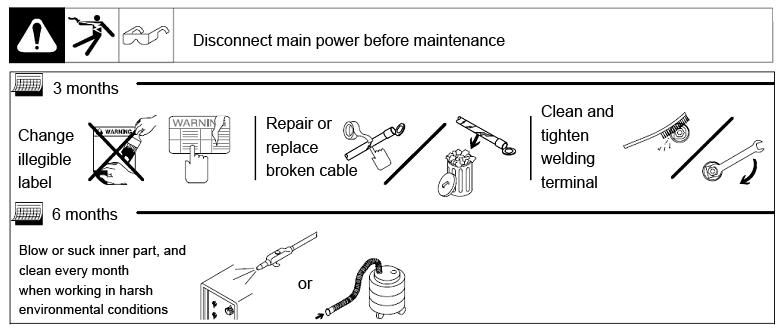 Disconnect main power before maintenance
3 months
Change
illegible
label
WARNING
WARNING
Repair or
replace
broken cable
Clean and
tighten
welding
terminal
6 months
Blow or suck inner part, and
clean every month
when working in harsh
environmental conditions
or